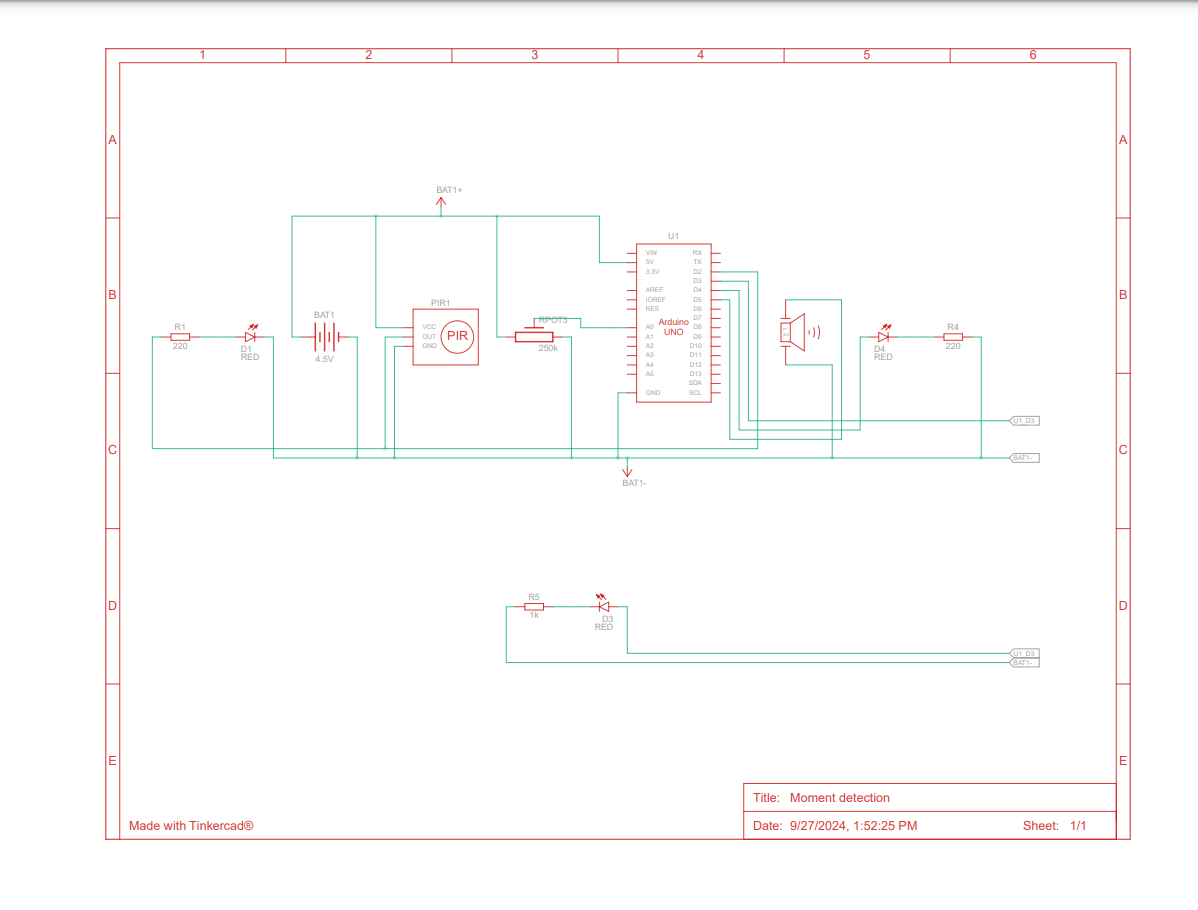 1 2 3 4 5 6
A A
BAT1+
U1
VIN RX
5V TX
3.3V D2
D3
AREF D4
IOREF D5
RES D6
D7
A0 D8
A1 D9
A2 D10
A3 D11
A4 D12
A5 D13
SDA
GND SCL
Arduino
UNO
B B
PIR1
VCC
OUT
GND
PIR
BAT1
4.5V
RPOT3
250k
R1
220
D1
RED
D4
RED
R4
220
U1_D3
C C
BAT1-
BAT1-
R5
1k
D3
RED
D D
U1_D3
BAT1-
E E
Title: Moment detection
Made with Tinkercad®
Date: 9/27/2024, 1:52:25 PM Sheet: 1/1